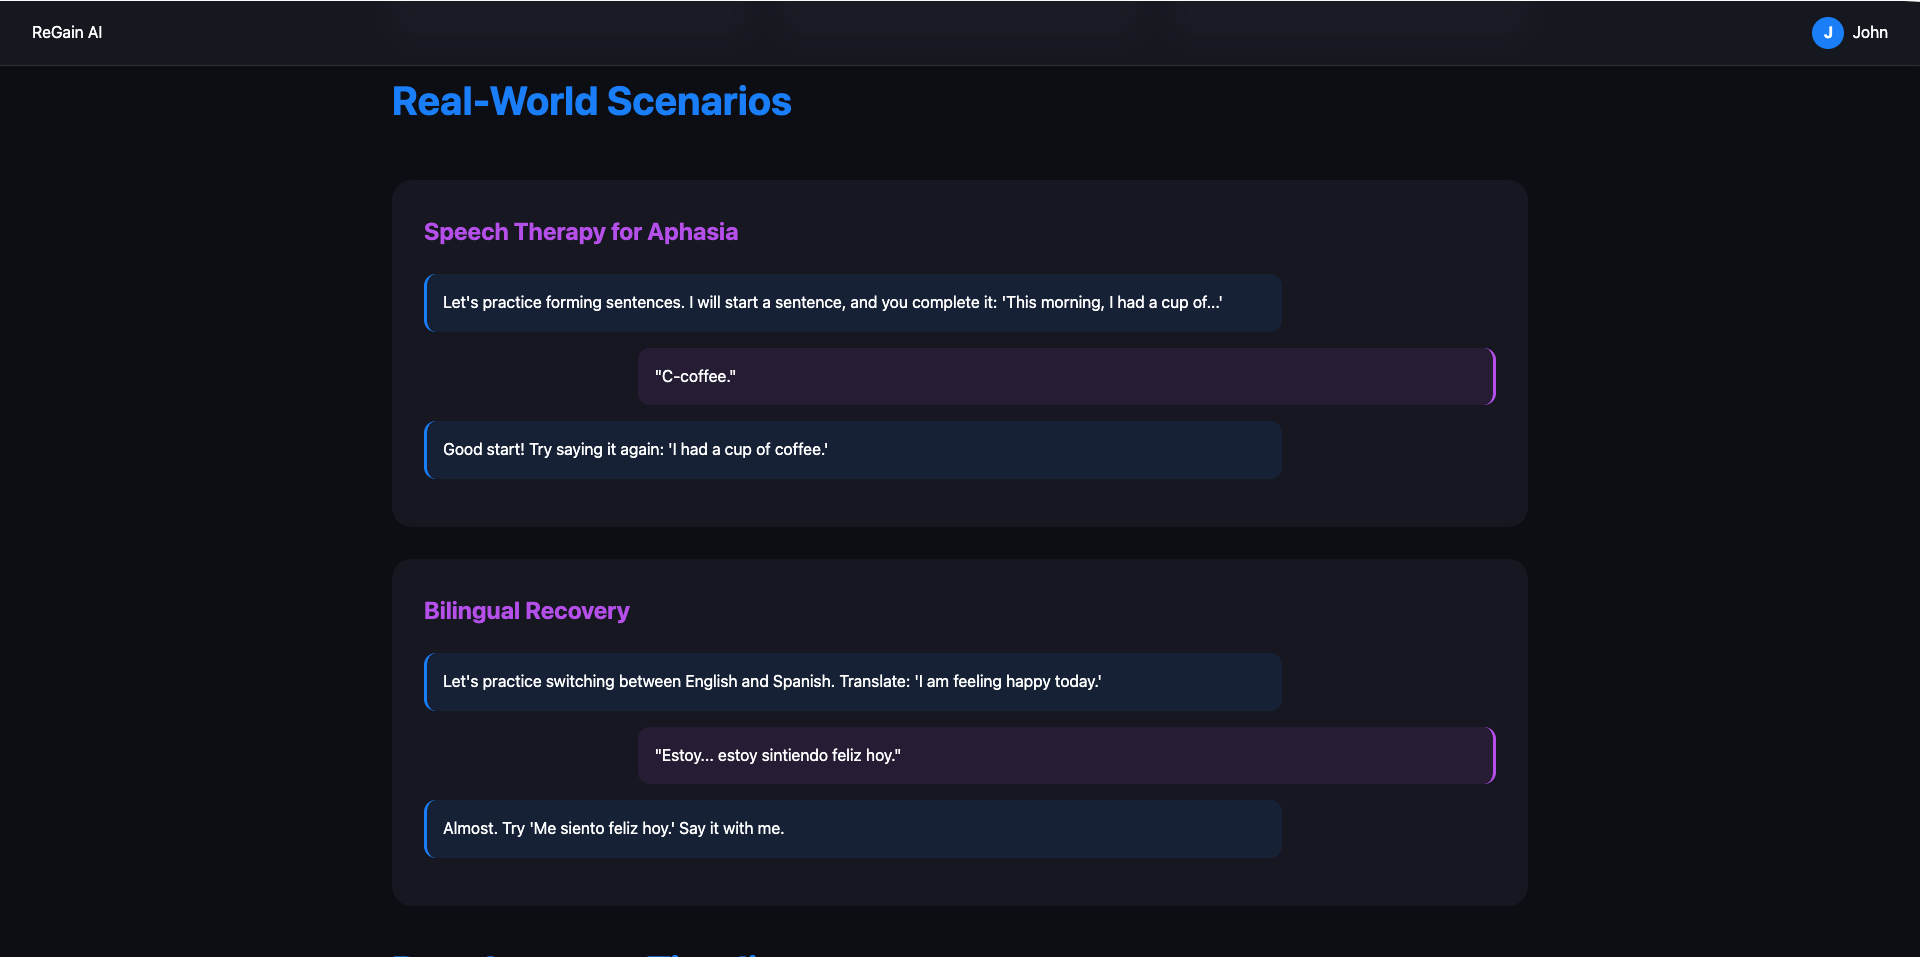 ReGain AI
J John
Real-World Scenarios
Speech Therapy for Aphasia
Let's practice forming sentences. I will start a sentence, and you complete it: 'This morning, I had a cup of...'
"C-coffee."
Good start! Try saying it again: 'I had a cup of coffee.'
Bilingual Recovery
Let's practice switching between English and Spanish. Translate: 'I am feeling happy today.'
"Estoy... estoy sintiendo feliz hoy."
Almost. Try 'Me siento feliz hoy.' Say it with me.